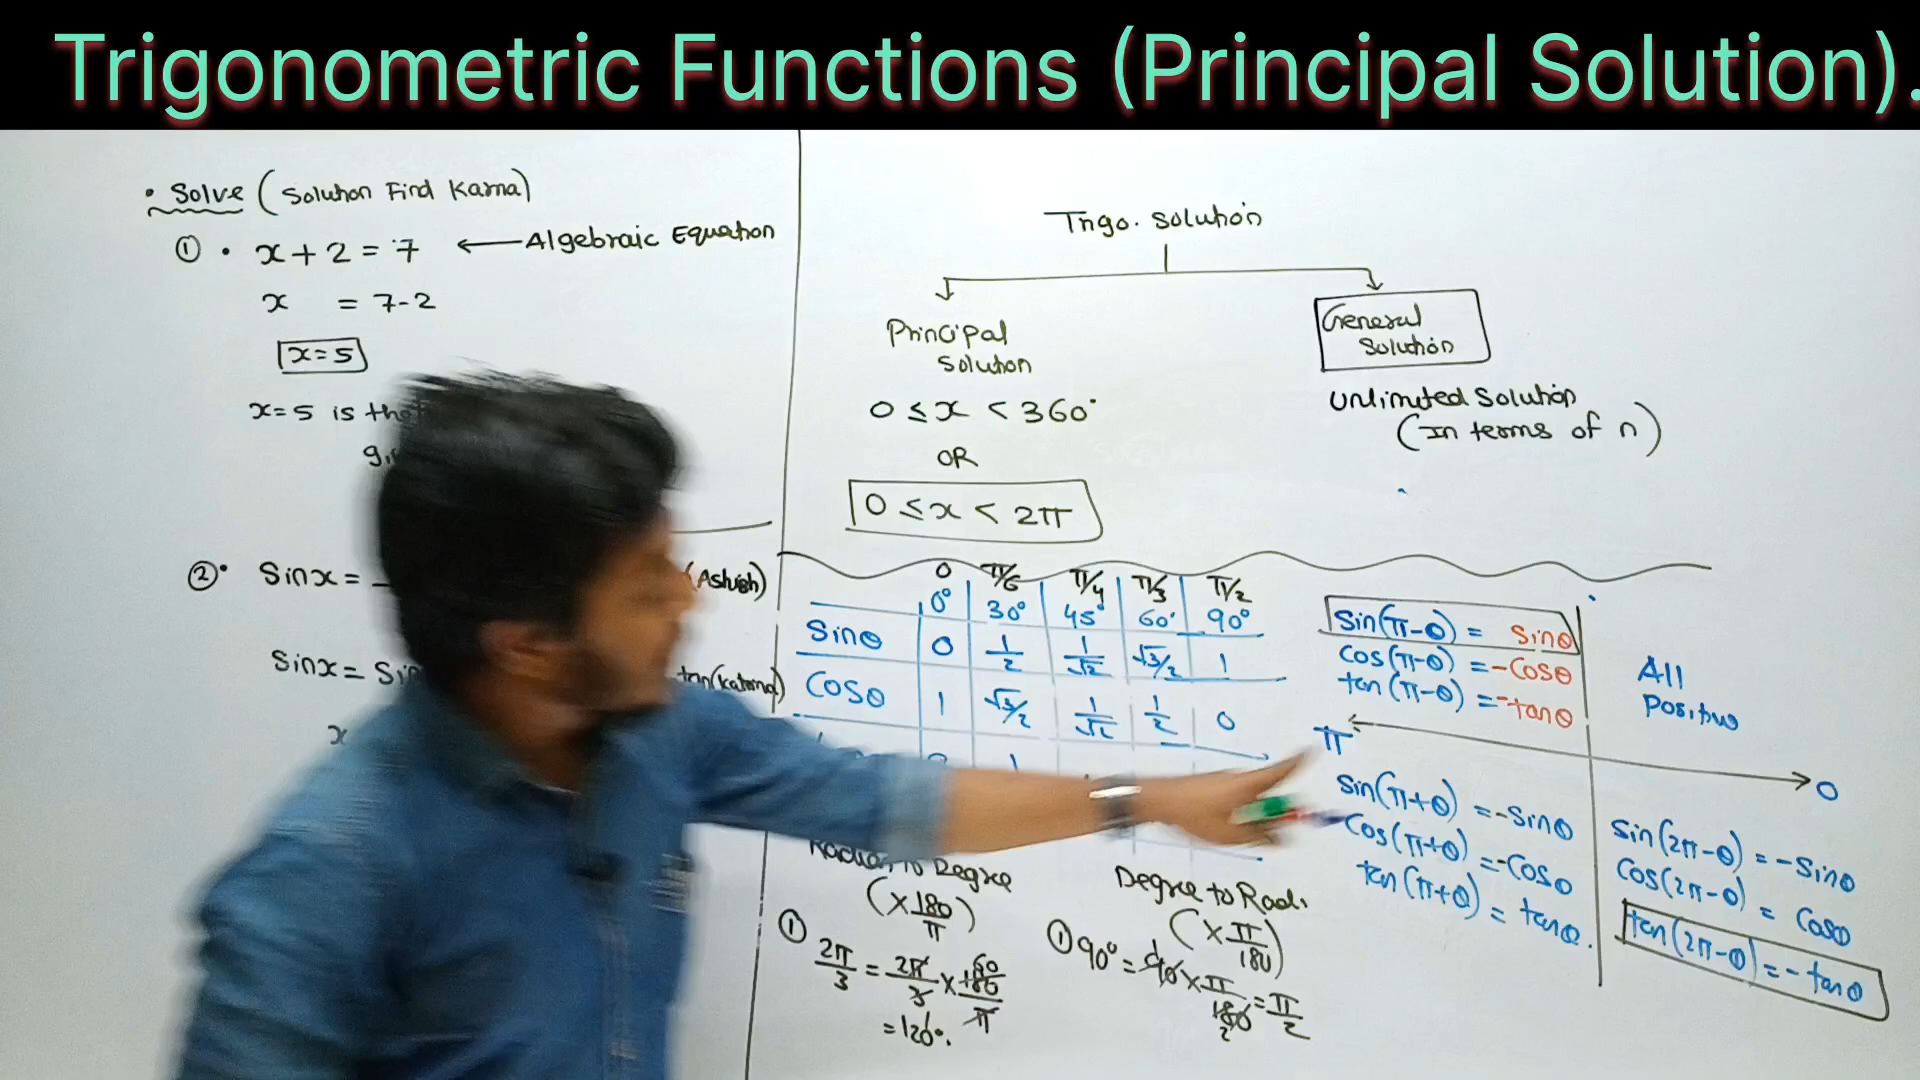 Trigonometric Functions (Principal Solution).
• Solve (Solution Find Karna)
① • x + 2 = 7 ← Algebraic Equation
x = 7-2
x=5
x=5 is the
② • Sinx =
(Ashish)
Sinx = Sin
x
Trigo. Solution
Principal
Solution
0 ≤ x < 360°
OR
0 ≤ x < 2π
General
Solution
Unlimited Solution
(In terms of n)
0 π/6 π/4 π/3 π/2
0° 30° 45° 60° 90°
Sinθ 0 1/2 1/√2 √3/2 1
Cosθ 1 √3/2 1/√2 1/2 0
Radian to Degree
(× 180/π)
① 2π/3 = 2π/3 × 180/π
60
= 120°.
Degree to Radi
(× π/180)
① 90° = 90 × π/180 = π/2
1
2
Sin(π-θ) = Sinθ
Cos(π-θ) = -Cosθ
tan(π-θ) = -tanθ
All
Positive
π
0
Sin(π+θ) = -Sinθ
Cos(π+θ) = -Cosθ
tan(π+θ) = tanθ.
Sin(2π-θ) = -Sinθ
Cos(2π-θ) = Cosθ
tan(2π-θ) = -tanθ